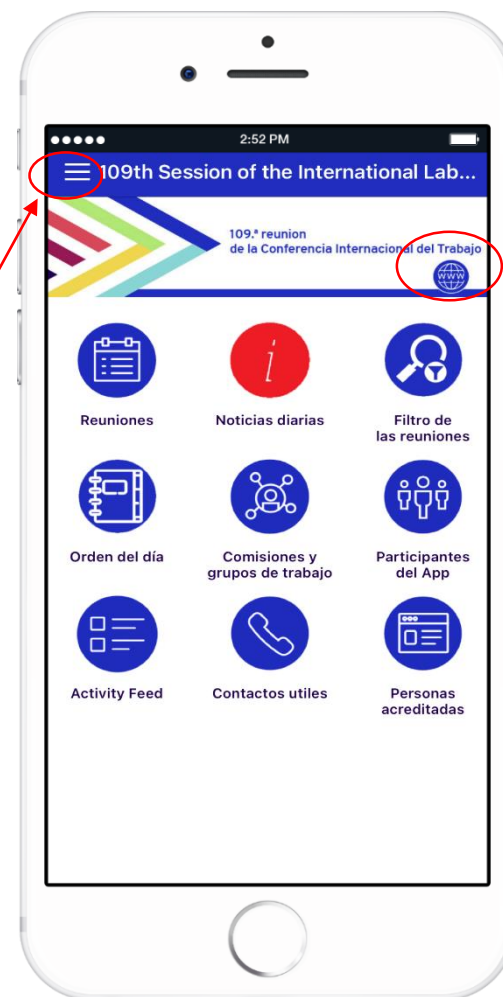 2:52 PM
109th Session of the International Lab...
109.ª reunion
de la Conferencia Internacional del Trabajo
www
i
Reuniones
Noticias diarias
Filtro de
las reuniones
Orden del día
Comisiones y
grupos de trabajo
Participantes
del App
Activity Feed
Contactos utiles
Personas
acreditadas